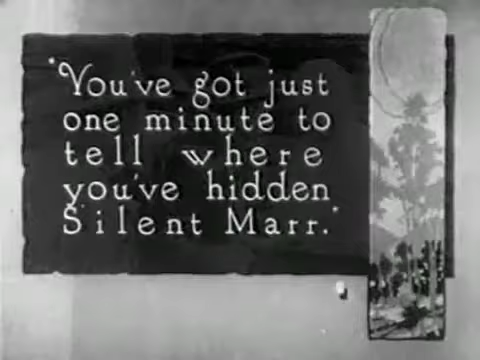 "You've got just
one minute to
tell where
you've hidden
Silent Marr."